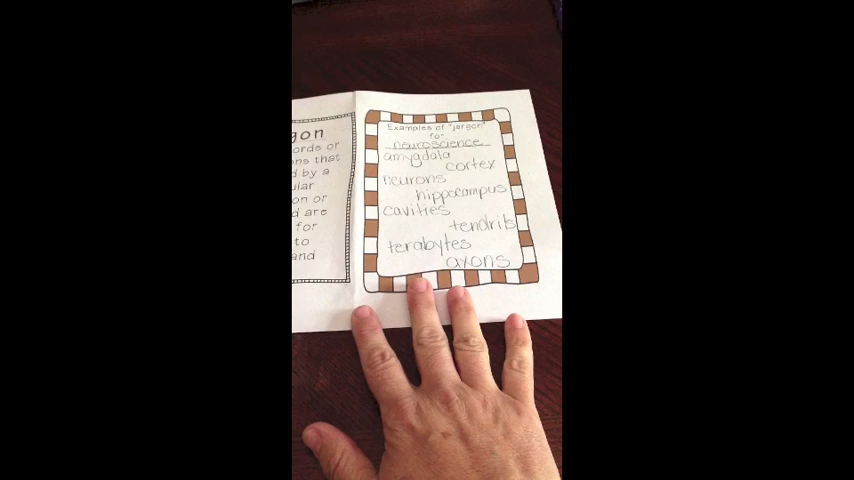 gon
ords or
ons that
d by a
ular
on or
d are
for
to
and
Examples of "jargon"
for
neuroscience
amygdala
cortex
neurons
hippocampus
cavities
tendrils
terabytes
axons